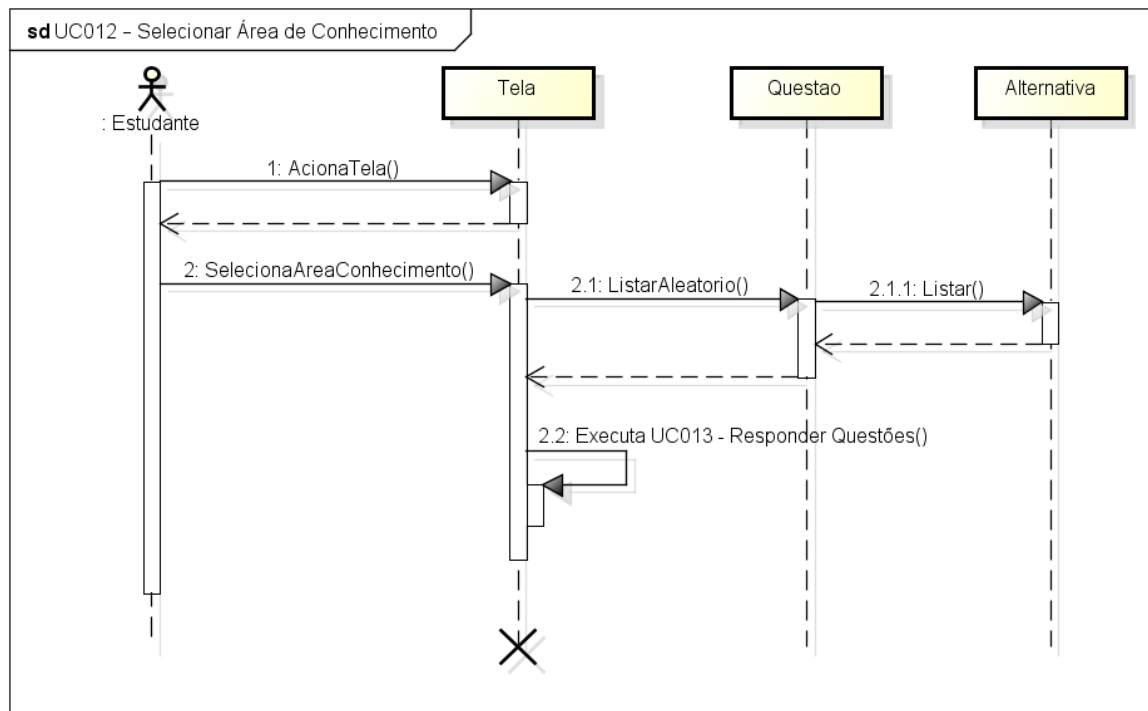 sd UC012 – Selecionar Área de Conhecimento
Tela
Questao
Alternativa
: Estudante
1: AcionaTela()
2: SelecionaAreaConhecimento()
2.1: ListarAleatorio()
2.1.1: Listar()
2.2: Executa UC013 - Responder Questões()